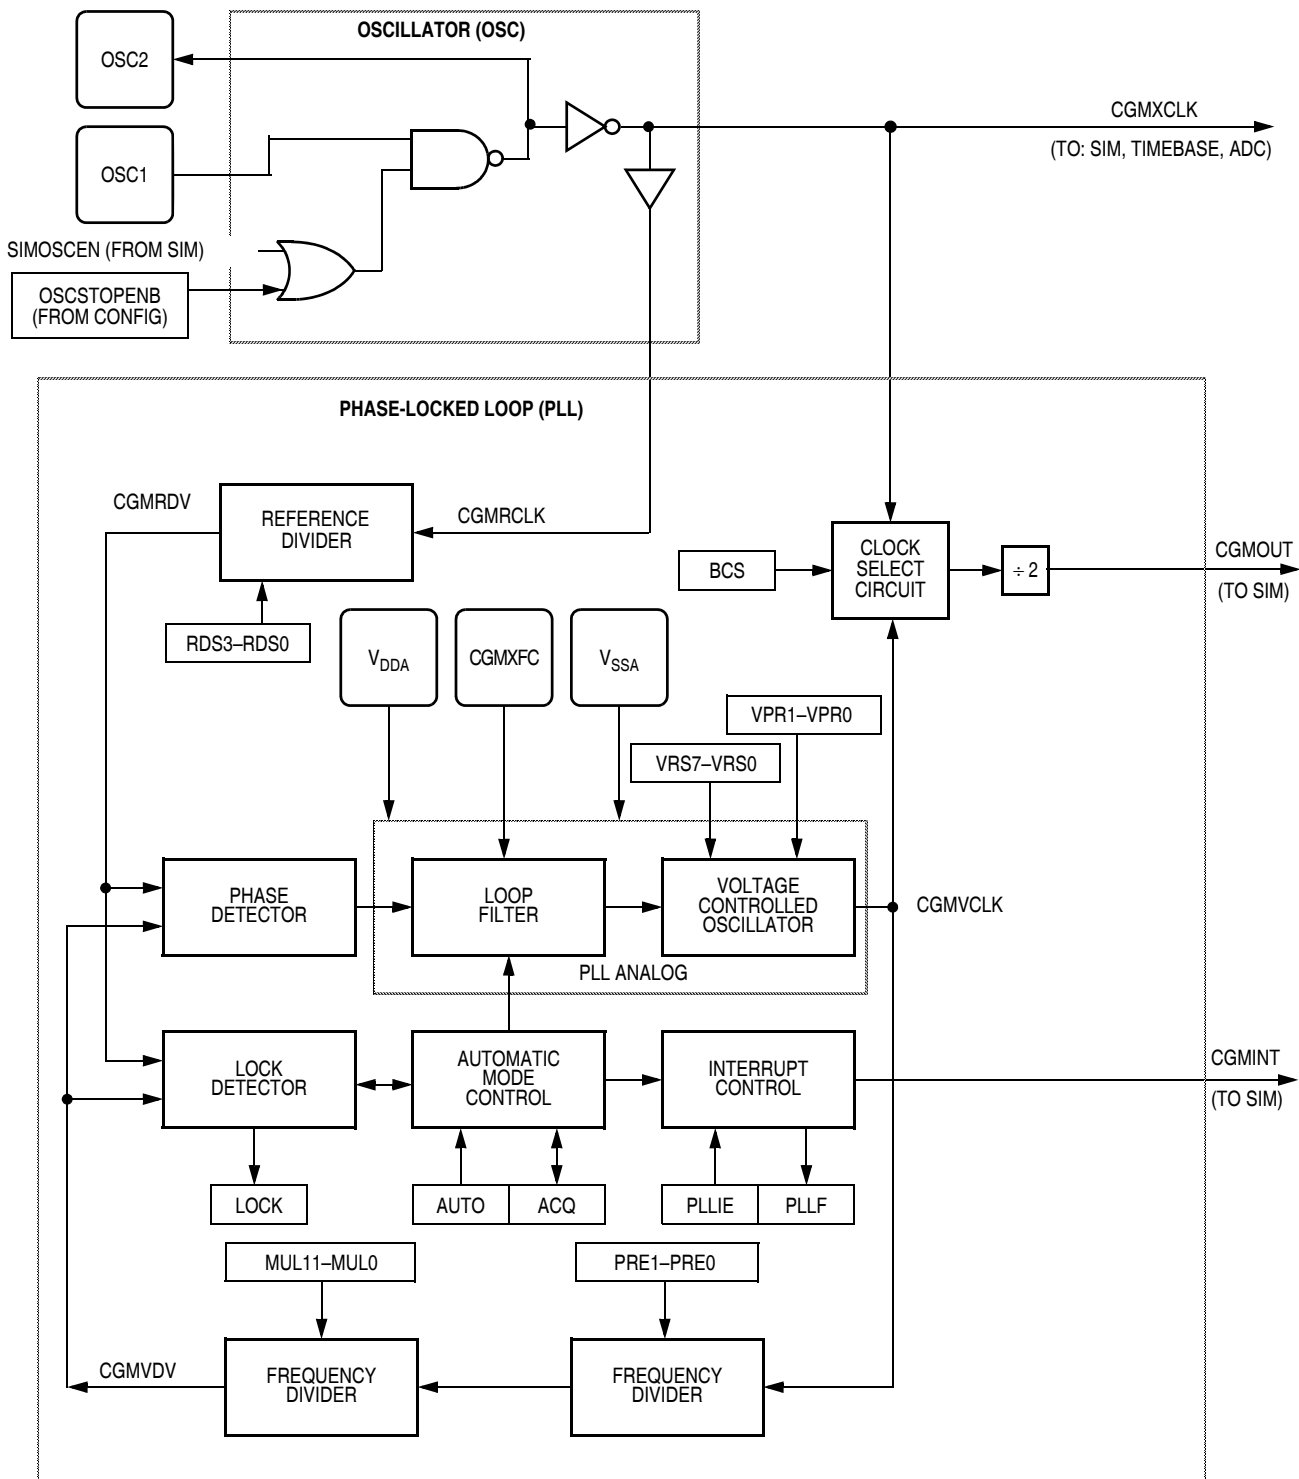 OSCILLATOR (OSC)
OSC2
CGMXCLK
(TO: SIM, TIMEBASE, ADC)
OSC1
SIMOSCEN (FROM SIM)
OSCSTOPENB
(FROM CONFIG)
PHASE-LOCKED LOOP (PLL)
CGMRDV
REFERENCE
DIVIDER
CGMRCLK
BCS
CLOCK
SELECT
CIRCUIT
÷ 2
CGMOUT
(TO SIM)
RDS3–RDS0
VDDA
CGMXFC
VSSA
VPR1–VPR0
VRS7–VRS0
PHASE
DETECTOR
LOOP
FILTER
VOLTAGE
CONTROLLED
OSCILLATOR
CGMVCLK
PLL ANALOG
LOCK
DETECTOR
AUTOMATIC
MODE
CONTROL
INTERRUPT
CONTROL
CGMINT
(TO SIM)
LOCK
AUTO
ACQ
PLLIE
PLLF
MUL11–MUL0
PRE1–PRE0
CGMVDV
FREQUENCY
DIVIDER
FREQUENCY
DIVIDER